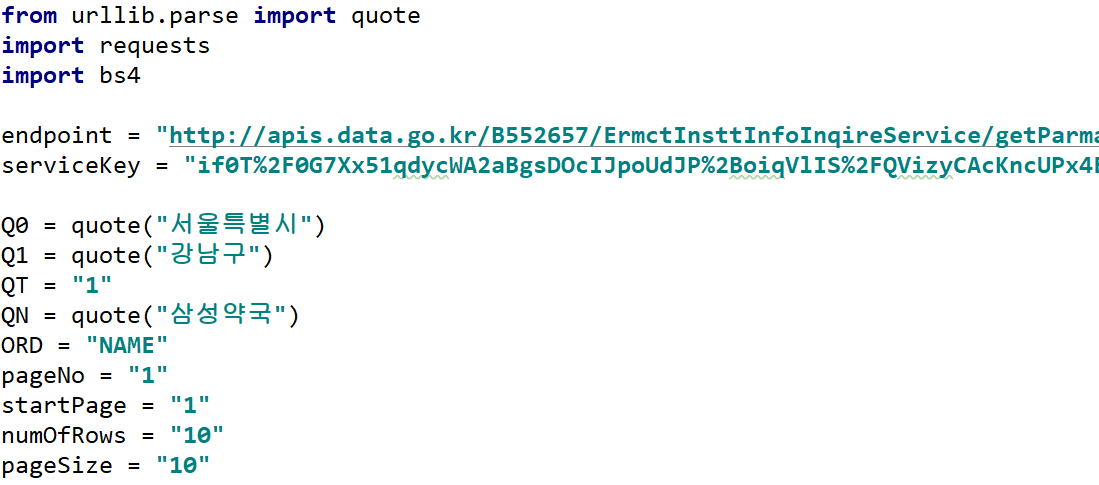 from urllib.parse import quote
import requests
import bs4
endpoint = "http://apis.data.go.kr/B552657/ErmctInsttInfoInqireService/getParma
serviceKey = "if0T%2F0G7Xx51qdycWA2aBgsDOcIJpoUdJP%2BoiqVlIS%2FQVizyCAcKncUPx4E
Q0 = quote("서울특별시")
Q1 = quote("강남구")
QT = "1"
QN = quote("삼성약국")
ORD = "NAME"
pageNo = "1"
startPage = "1"
numOfRows = "10"
pageSize = "10"